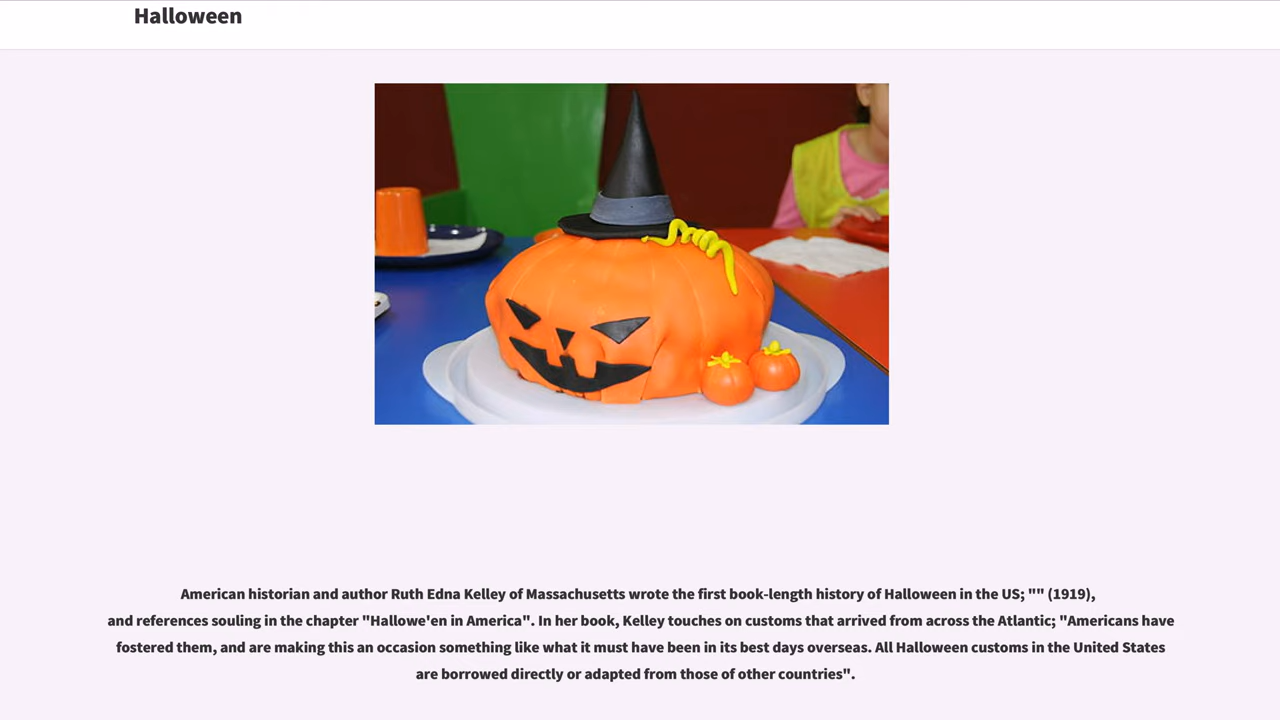 Halloween
American historian and author Ruth Edna Kelley of Massachusetts wrote the first book-length history of Halloween in the US; "" (1919),
and references souling in the chapter "Hallowe'en in America". In her book, Kelley touches on customs that arrived from across the Atlantic; "Americans have
fostered them, and are making this an occasion something like what it must have been in its best days overseas. All Halloween customs in the United States
are borrowed directly or adapted from those of other countries".